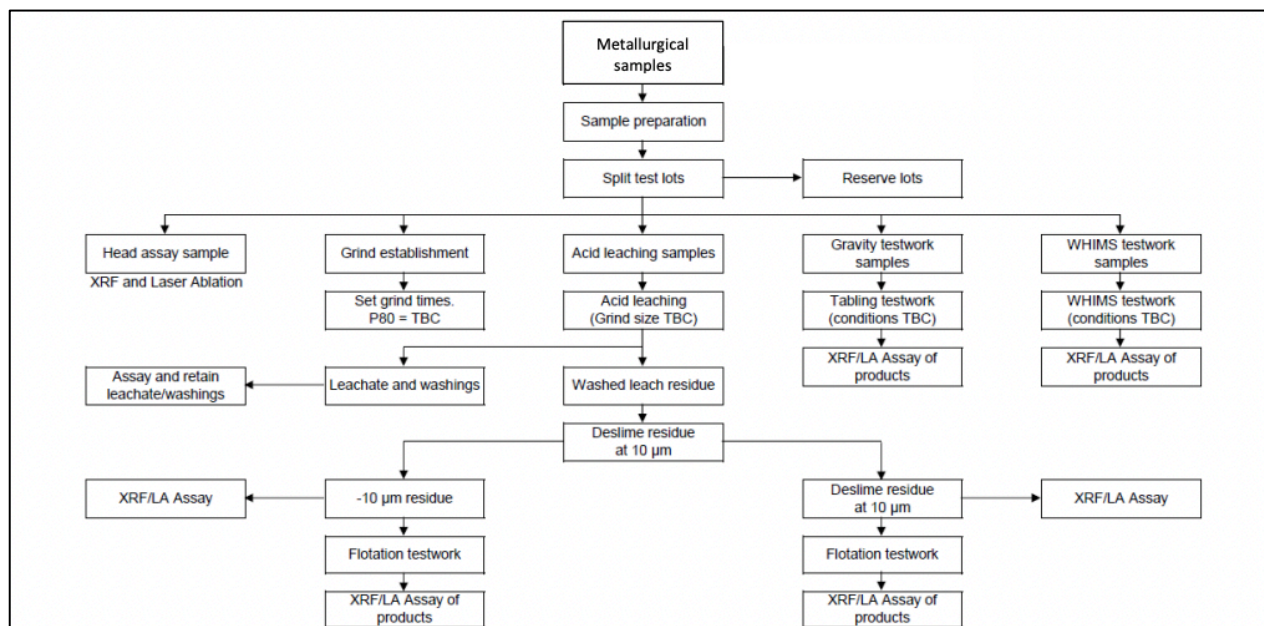 Metallurgical
samples
Sample preparation
Split test lots
Reserve lots
Head assay sample
XRF and Laser Ablation
Grind establishment
Acid leaching samples
Gravity testwork
samples
WHIMS testwork
samples
Set grind times.
P80 = TBC
Acid leaching
(Grind size TBC)
Tabling testwork
(conditions TBC)
WHIMS testwork
(conditions TBC)
XRF/LA Assay of
products
XRF/LA Assay of
products
Assay and retain
leachate/washings
Leachate and washings
Washed leach residue
Deslime residue
at 10 µm
XRF/LA Assay
-10 µm residue
Deslime residue
at 10 µm
XRF/LA Assay
Flotation testwork
Flotation testwork
XRF/LA Assay of
products
XRF/LA Assay of
products